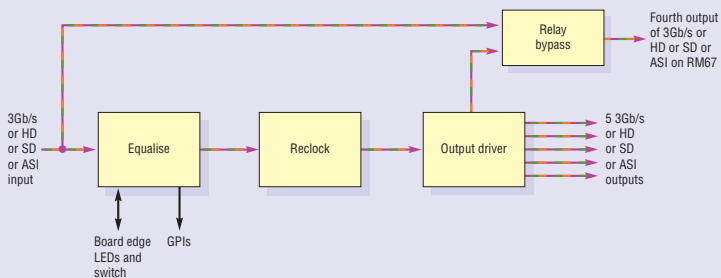 3Gb/s
or HD
or SD
or ASI
input
Equalise
Board edge
LEDs and
switch
GPIs
Reclock
Output driver
Relay
bypass
Fourth output
of 3Gb/s or
HD or SD or
ASI on RM67
5 3Gb/s
or HD
or SD
or ASI
outputs